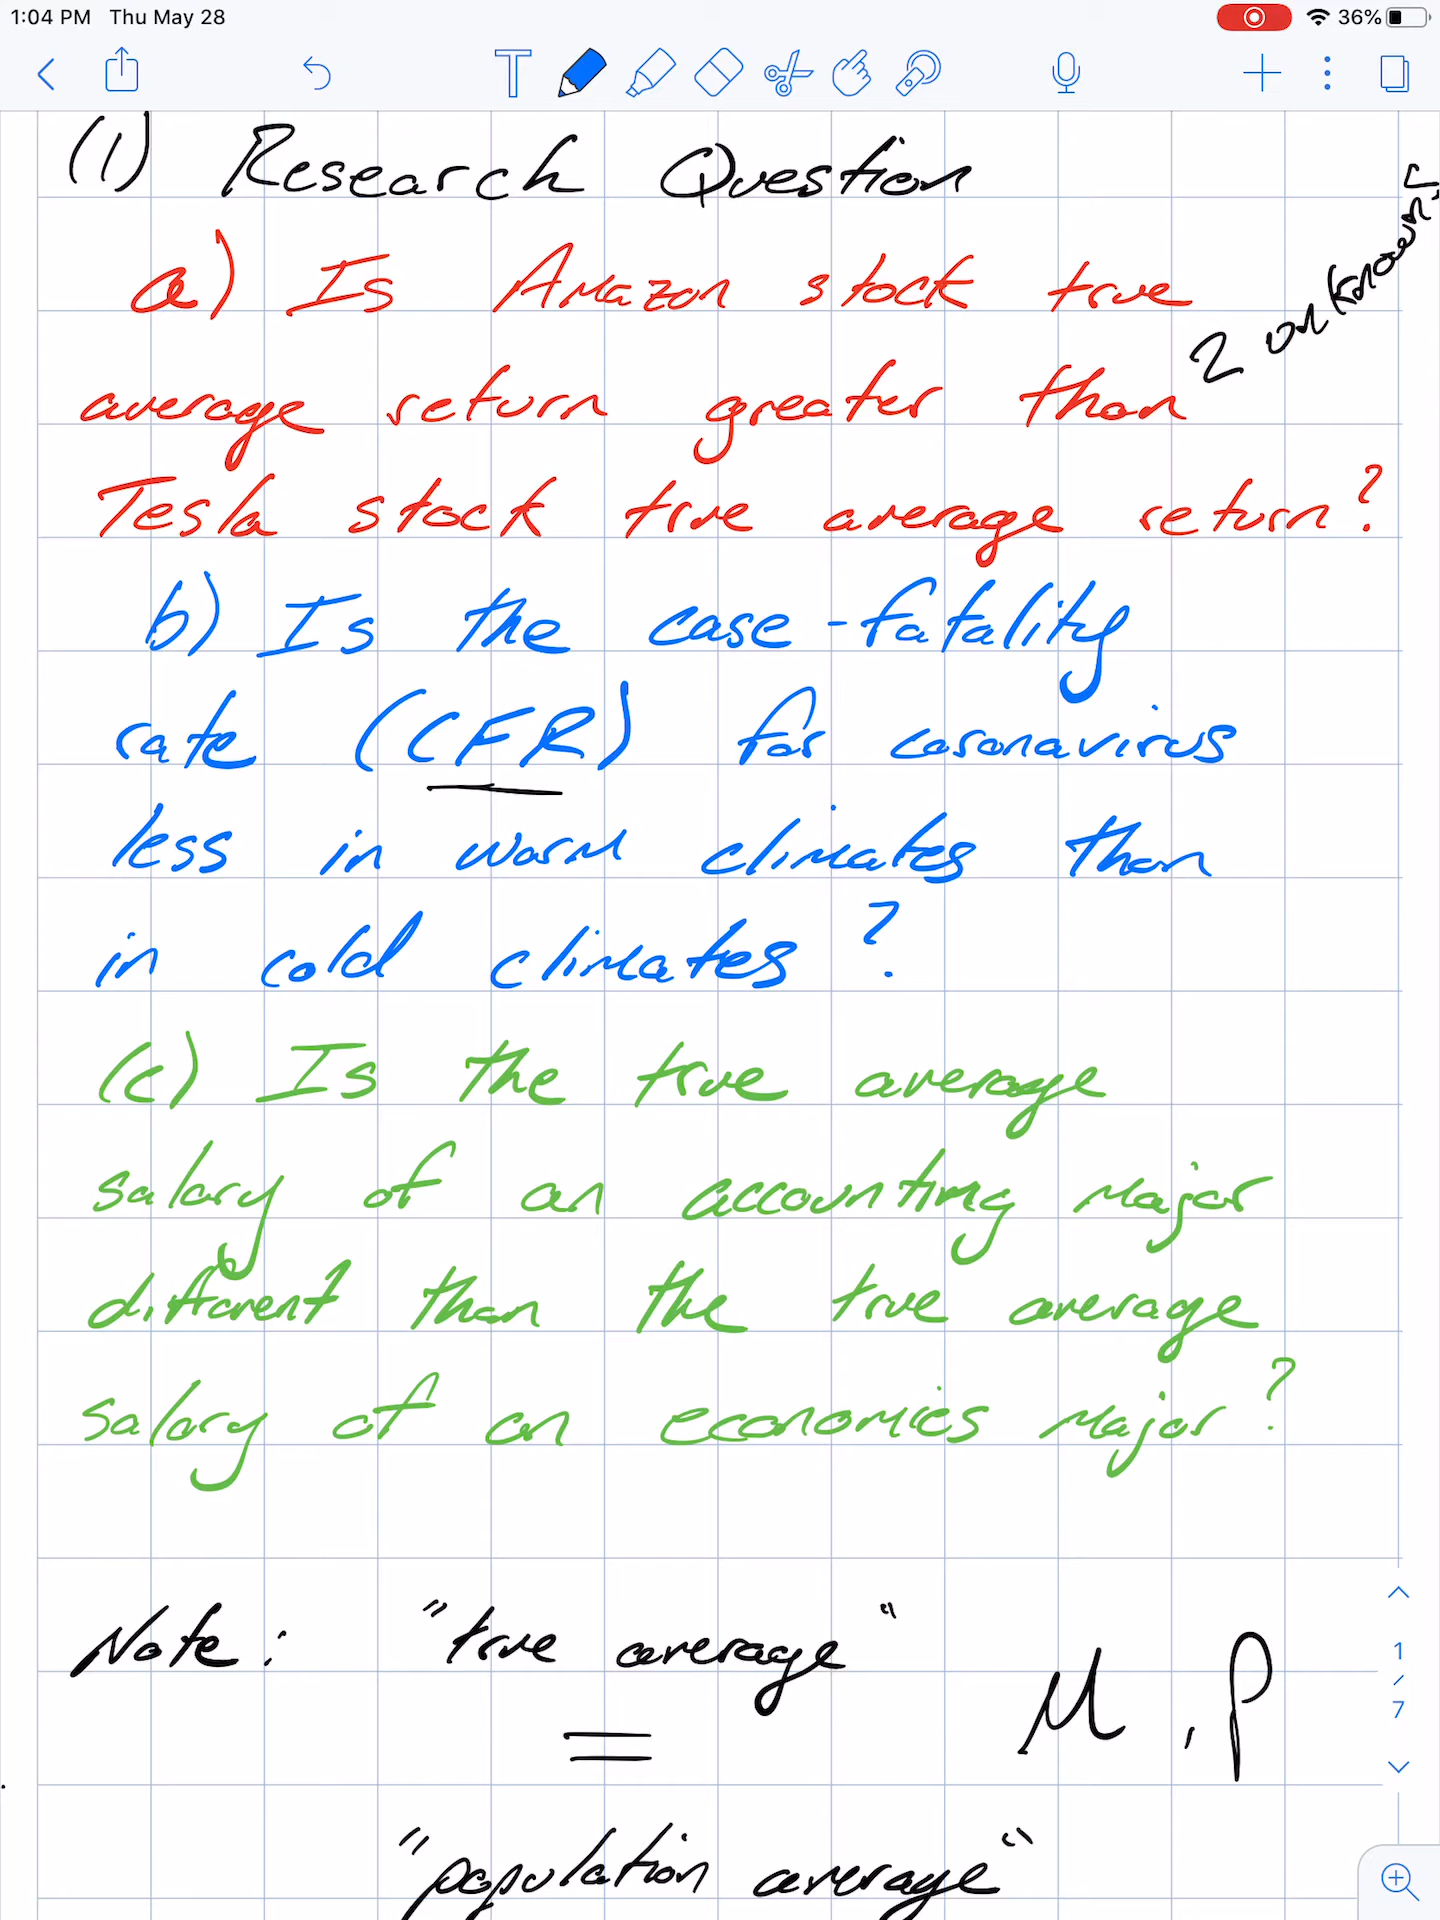 1:04 PM Thu May 28 36%
(1) Research Question
a) Is Amazon stock true
2 unknowns
average return greater than
Tesla stock true average return?
b) Is the case-fatality
rate (CFR) for coronavirus
less in warm climates than
in cold climates?
(c) Is the true average
salary of an accounting major
different than the true average
salary of an economics major?
Note: "true average"
=
μ, p
"population average"
1
/
7